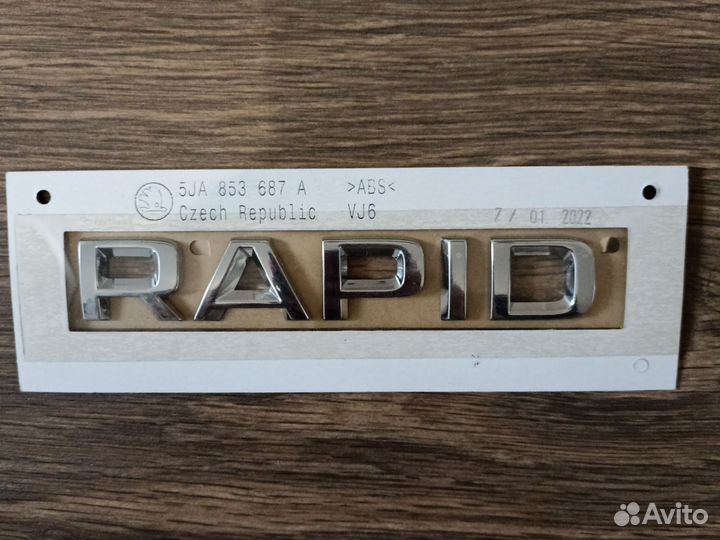 5JA 853 687 A >ABS<
Czech Republic VJ6 7 / 01. 2022
RAPID
Avito